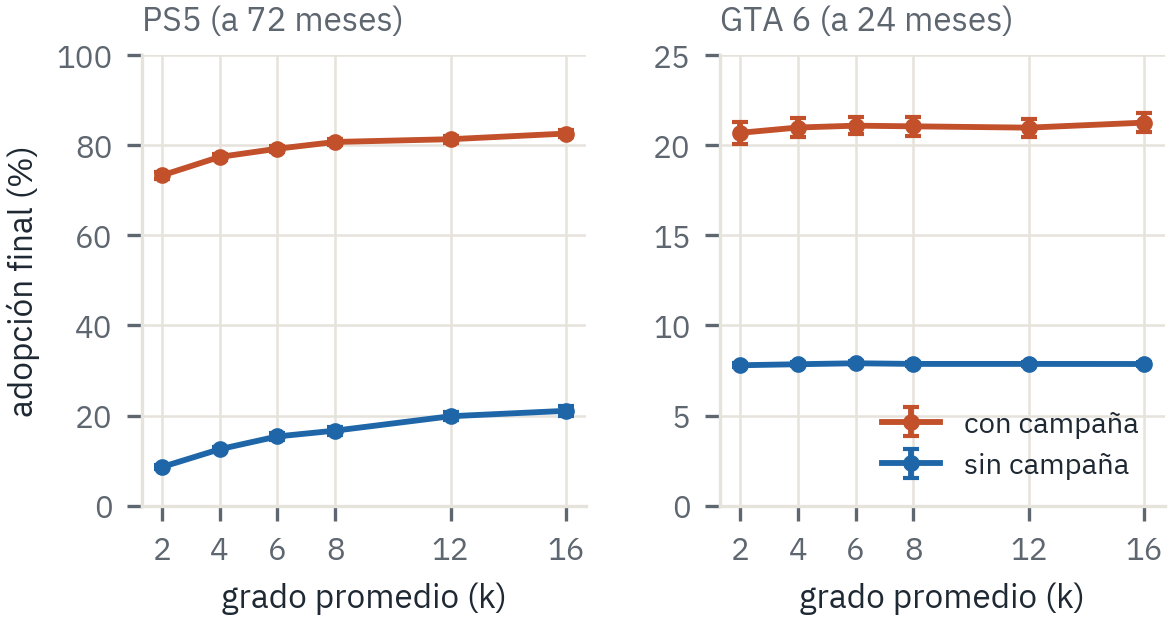 PS5 (a 72 meses)
GTA 6 (a 24 meses)
adopción final (%)
100
80
60
40
20
0
2 4 6 8 12 16
grado promedio (k)
25
20
15
10
5
0
con campaña
sin campaña
2 4 6 8 12 16
grado promedio (k)